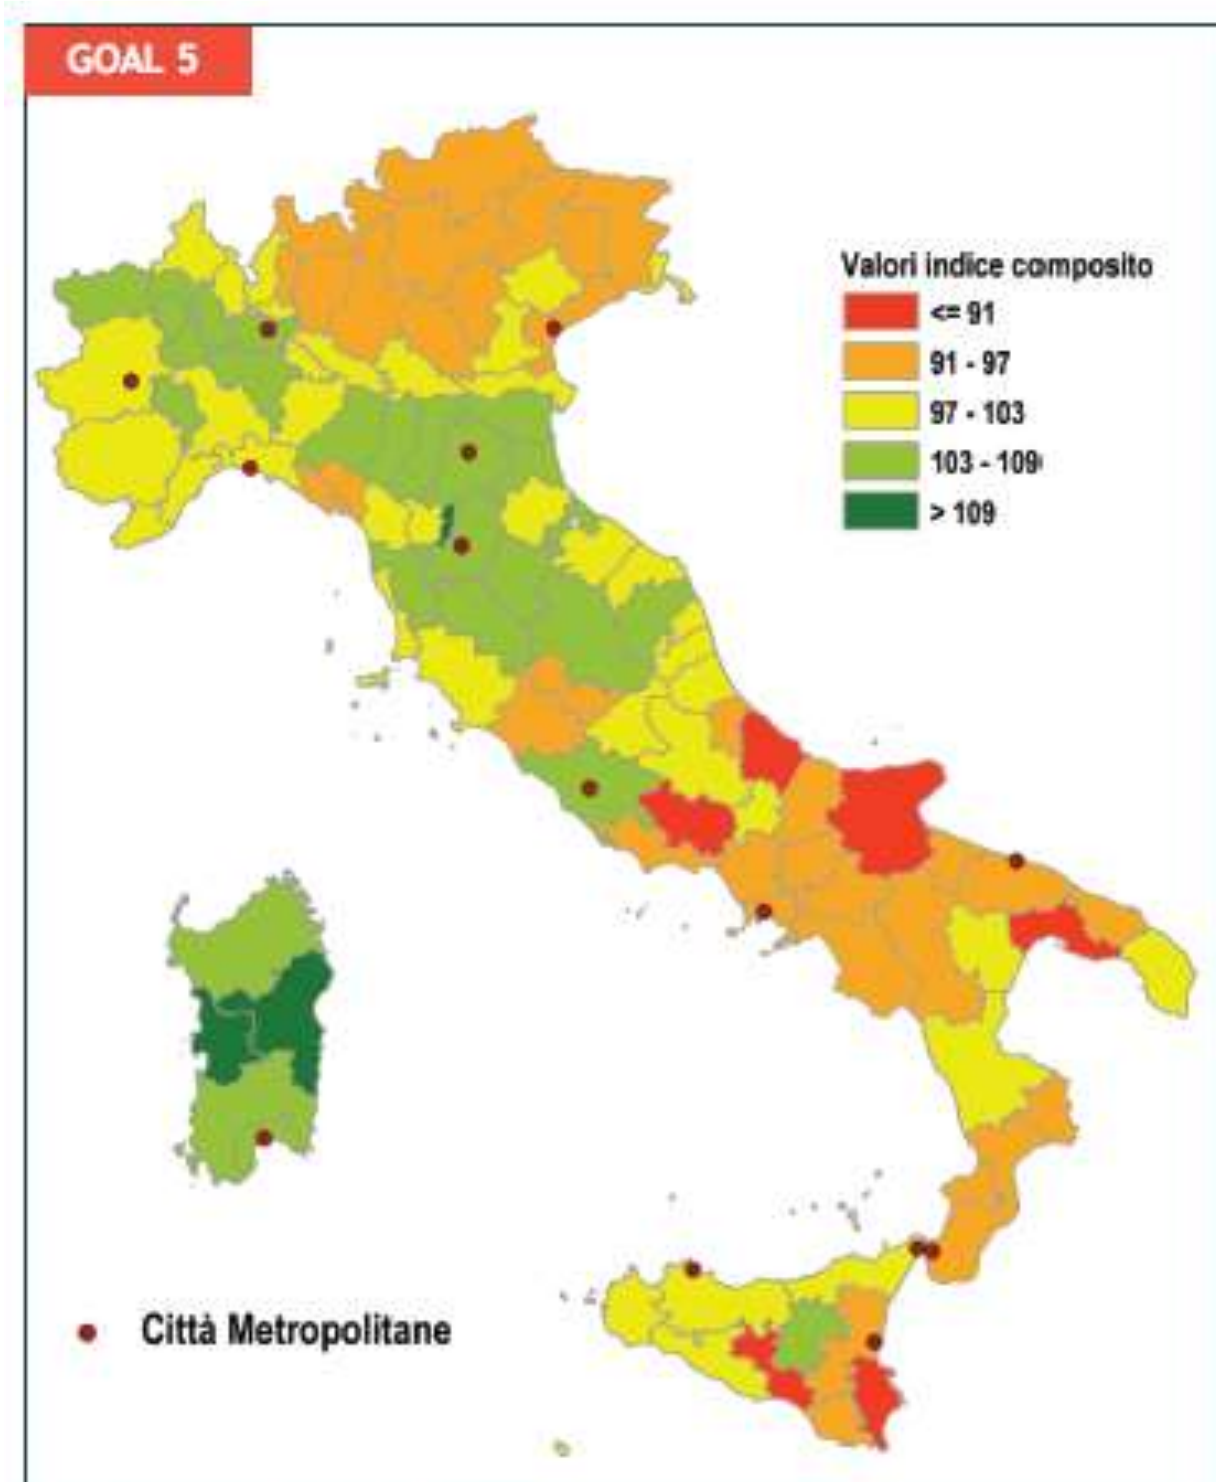 GOAL 5
Valori indice composito
<= 91
91 - 97
97 - 103
103 - 109
> 109
Città Metropolitane